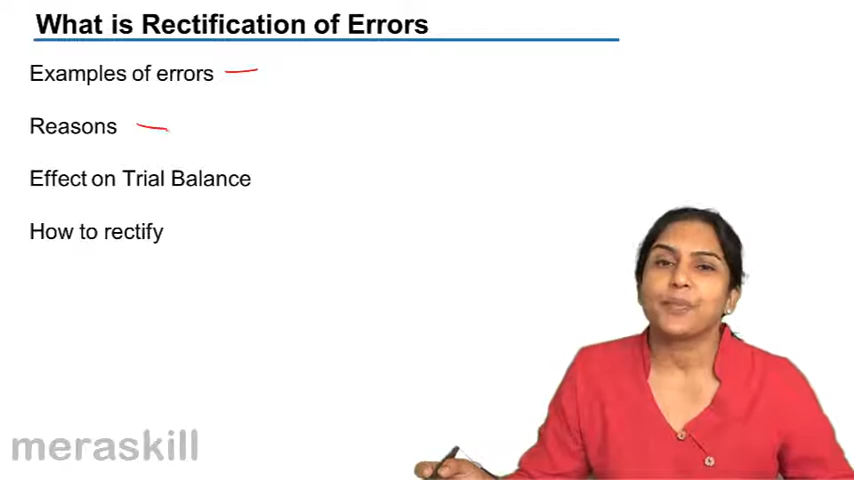 What is Rectification of Errors
Examples of errors
Reasons
Effect on Trial Balance
How to rectify
meraskill